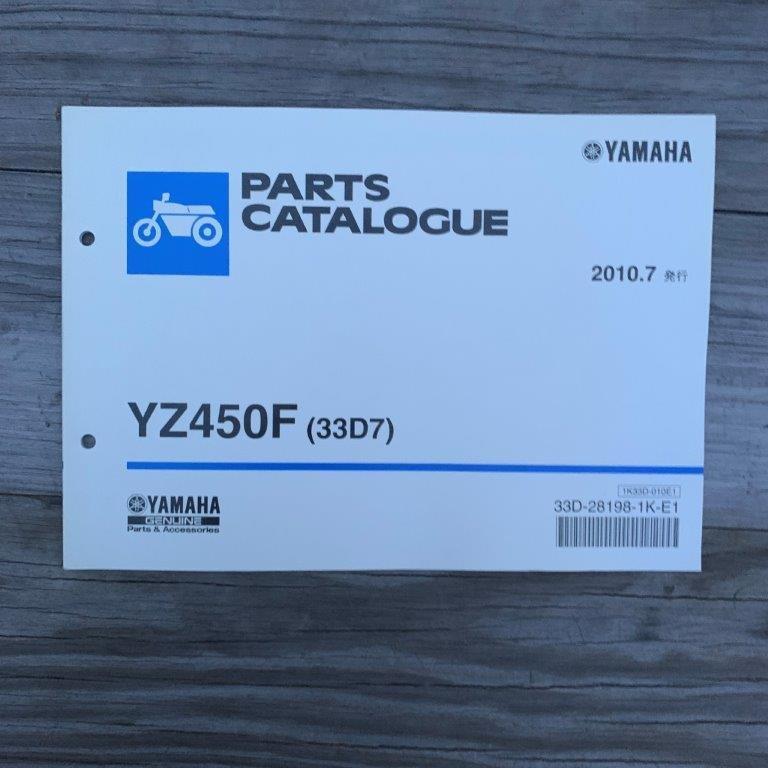 YAMAHA
PARTS
CATALOGUE
2010.7 発行
YZ450F (33D7)
YAMAHA
GENUINE
Parts & Accessories
1K33D-010E1
33D-28198-1K-E1